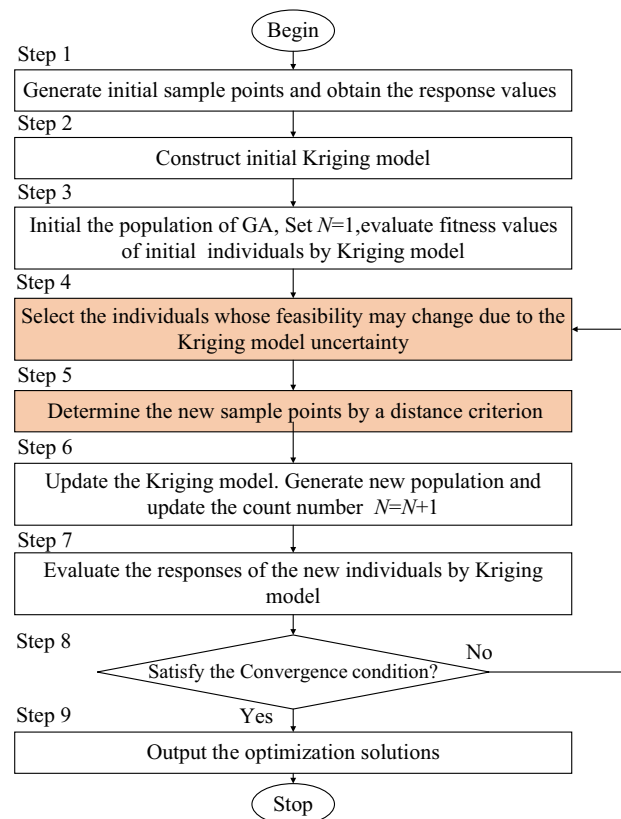 Begin
Step 1
Generate initial sample points and obtain the response values
Step 2
Construct initial Kriging model
Step 3
Initial the population of GA, Set N=1,evaluate fitness values
of initial individuals by Kriging model
Step 4
Select the individuals whose feasibility may change due to the
Kriging model uncertainty
Step 5
Determine the new sample points by a distance criterion
Step 6
Update the Kriging model. Generate new population and
update the count number N=N+1
Step 7
Evaluate the responses of the new individuals by Kriging
model
Step 8
Satisfy the Convergence condition?
No
Yes
Step 9
Output the optimization solutions
Stop